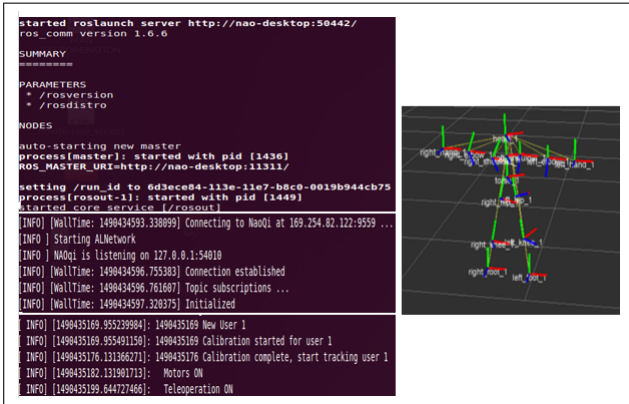 started roslaunch server http://nao-desktop:50442/
ros_comm version 1.6.6
SUMMARY
========
PARAMETERS
* /rosversion
* /rosdistro
NODES
auto-starting new master
process[master]: started with pid [1436]
ROS_MASTER_URI=http://nao-desktop:11311/
setting /run_id to 6d3ece84-113e-11e7-b8c0-0019b944cb75
process[rosout-1]: started with pid [1449]
started core service [/rosout]
[INFO] [WallTime: 1490434593.338099] Connecting to NaoQi at 169.254.82.122:9559 ...
[INFO ] Starting ALNetwork
[INFO ] NAOqi is listening on 127.0.0.1:54010
[INFO] [WallTime: 1490434596.755383] Connection established
[INFO] [WallTime: 1490434596.761607] Topic subscriptions ...
[INFO] [WallTime: 1490434597.320375] Initialized
[ INFO] [1490435169.955239984]: 1490435169 New User 1
[ INFO] [1490435169.955491150]: 1490435169 Calibration started for user 1
[ INFO] [1490435176.131366271]: 1490435176 Calibration complete, start tracking user 1
[ INFO] [1490435182.131901713]: Motors ON
[ INFO] [1490435199.644727466]: Teleoperation ON
left_foot_1